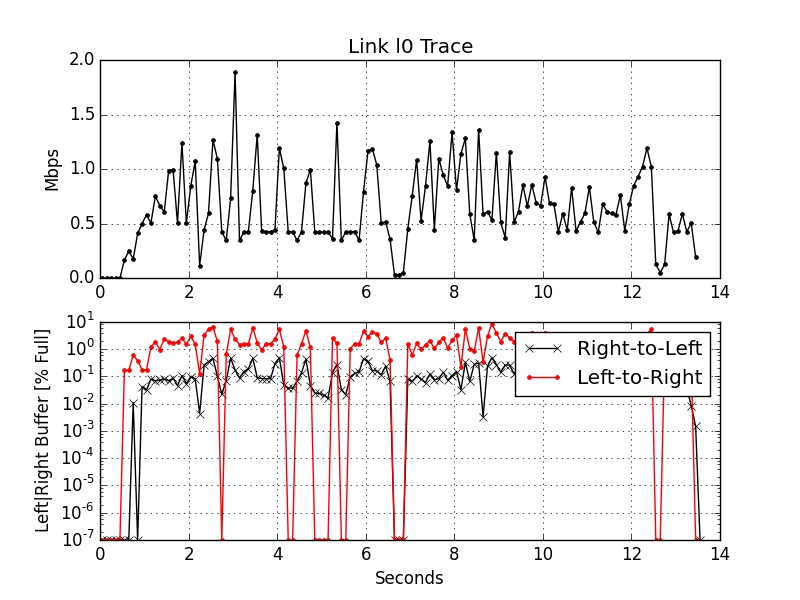 Link l0 Trace
Mbps
2.0
1.5
1.0
0.5
0.0
0 2 4 6 8 10 12 14
Left|Right Buffer [% Full]
10^1
10^0
10^-1
10^-2
10^-3
10^-4
10^-5
10^-6
10^-7
Right-to-Left
Left-to-Right
0 2 4 6 8 10 12 14
Seconds